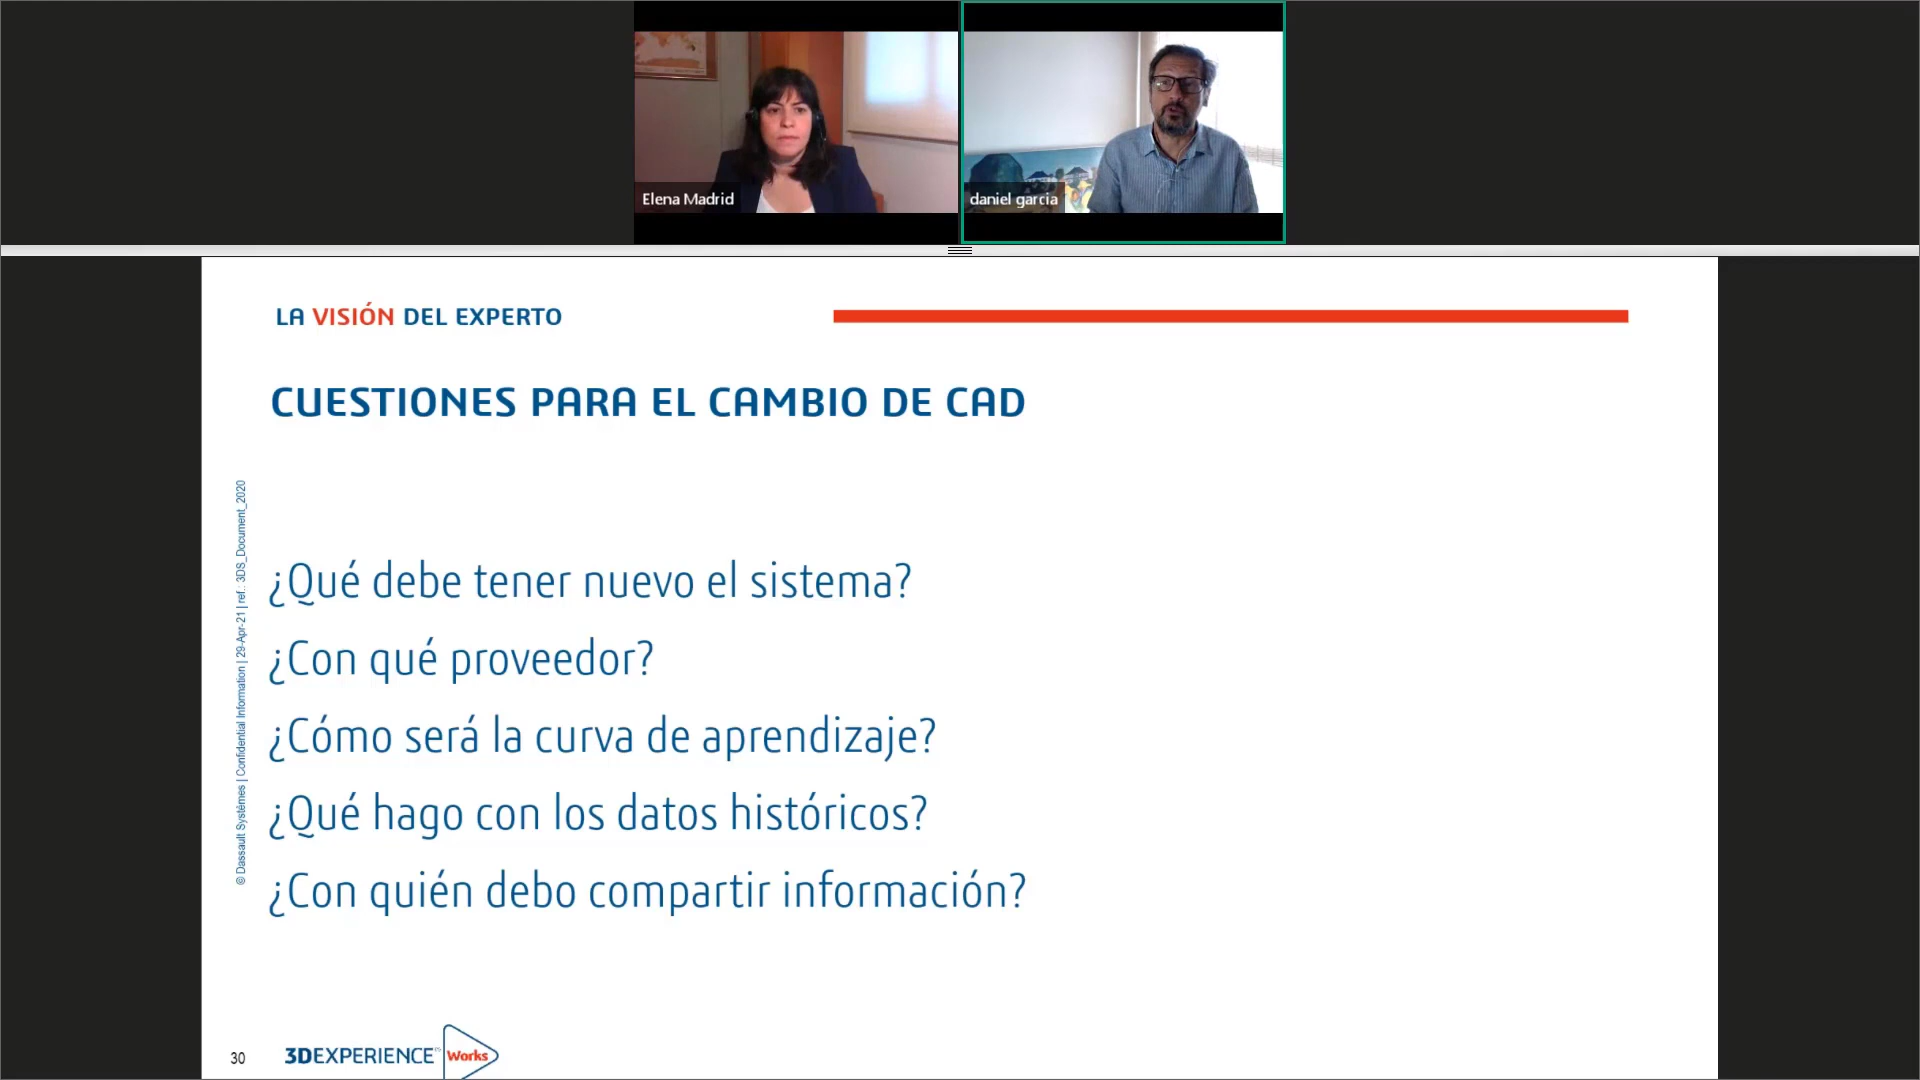 Elena Madrid
daniel garcia
LA VISIÓN DEL EXPERTO
CUESTIONES PARA EL CAMBIO DE CAD
© Dassault Systèmes | Confidential Information | 29-Apr-21 | ref.: 3DS_Document_2020
¿Qué debe tener nuevo el sistema?
¿Con qué proveedor?
¿Cómo será la curva de aprendizaje?
¿Qué hago con los datos históricos?
¿Con quién debo compartir información?
30
3DEXPERIENCE Works